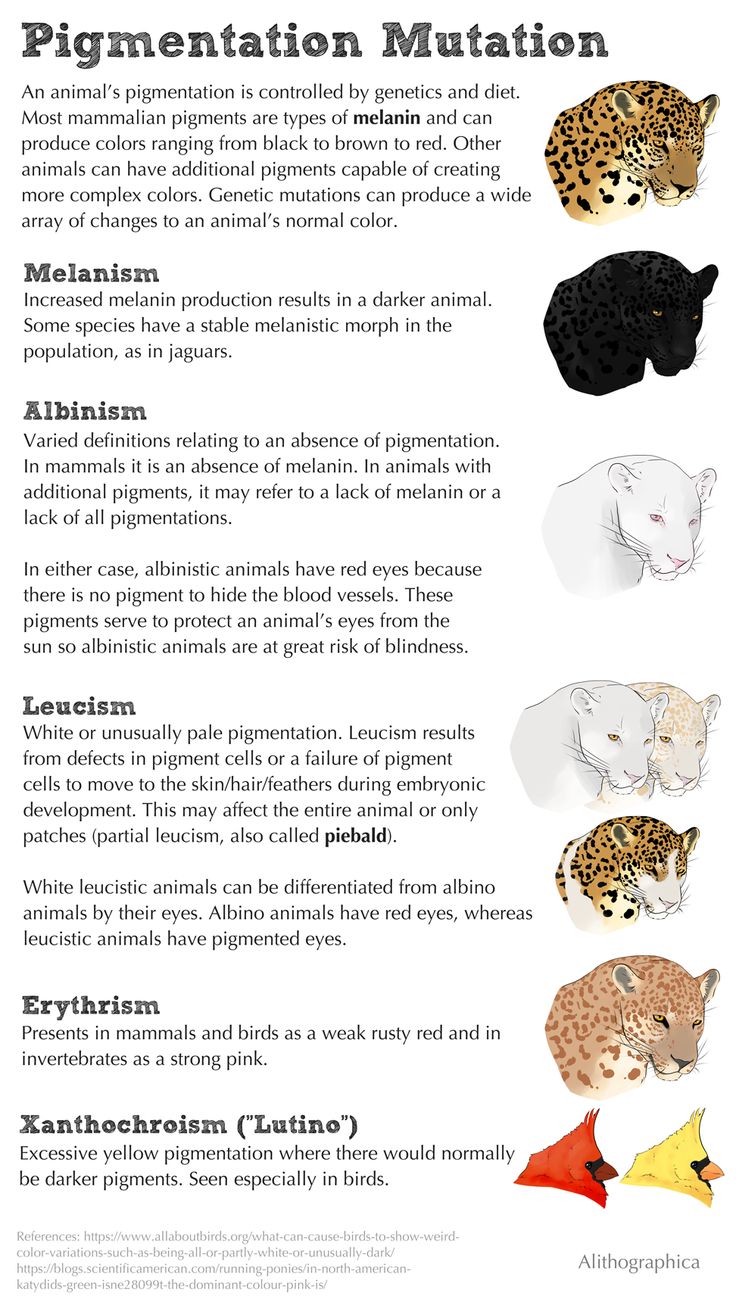 Pigmentation Mutation
An animal's pigmentation is controlled by genetics and diet.
Most mammalian pigments are types of melanin and can
produce colors ranging from black to brown to red. Other
animals can have additional pigments capable of creating
more complex colors. Genetic mutations can produce a wide
array of changes to an animal's normal color.
Melanism
Increased melanin production results in a darker animal.
Some species have a stable melanistic morph in the
population, as in jaguars.
Albinism
Varied definitions relating to an absence of pigmentation.
In mammals it is an absence of melanin. In animals with
additional pigments, it may refer to a lack of melanin or a
lack of all pigmentations.
In either case, albinistic animals have red eyes because
there is no pigment to hide the blood vessels. These
pigments serve to protect an animal's eyes from the
sun so albinistic animals are at great risk of blindness.
Leucism
White or unusually pale pigmentation. Leucism results
from defects in pigment cells or a failure of pigment
cells to move to the skin/hair/feathers during embryonic
development. This may affect the entire animal or only
patches (partial leucism, also called piebald).
White leucistic animals can be differentiated from albino
animals by their eyes. Albino animals have red eyes, whereas
leucistic animals have pigmented eyes.
Erythrism
Presents in mammals and birds as a weak rusty red and in
invertebrates as a strong pink.
Xanthochroism ("Lutino")
Excessive yellow pigmentation where there would normally
be darker pigments. Seen especially in birds.
References: https://www.allaboutbirds.org/what-can-cause-birds-to-show-weird-
color-variations-such-as-being-all-or-partly-white-or-unusually-dark/
https://blogs.scientificamerican.com/running-ponies/in-north-american-
katydids-green-isne28099t-the-dominant-colour-pink-is/
Alithographica